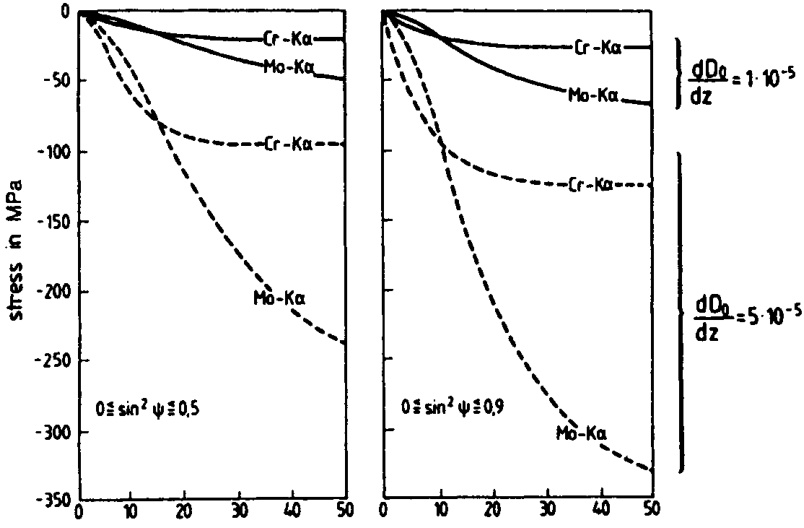 stress in MPa
0
-50
-100
-150
-200
-250
-300
-350
Cr-Kα
Mo-Kα
Cr-Kα
Mo-Kα
0 ≦ sin² ψ ≦ 0,5
0 10 20 30 40 50
Cr-Kα
Mo-Kα
Cr-Kα
Mo-Kα
0 ≦ sin² ψ ≦ 0,9
0 10 20 30 40 50
dD₀/dz = 1·10⁻⁵
dD₀/dz = 5·10⁻⁵